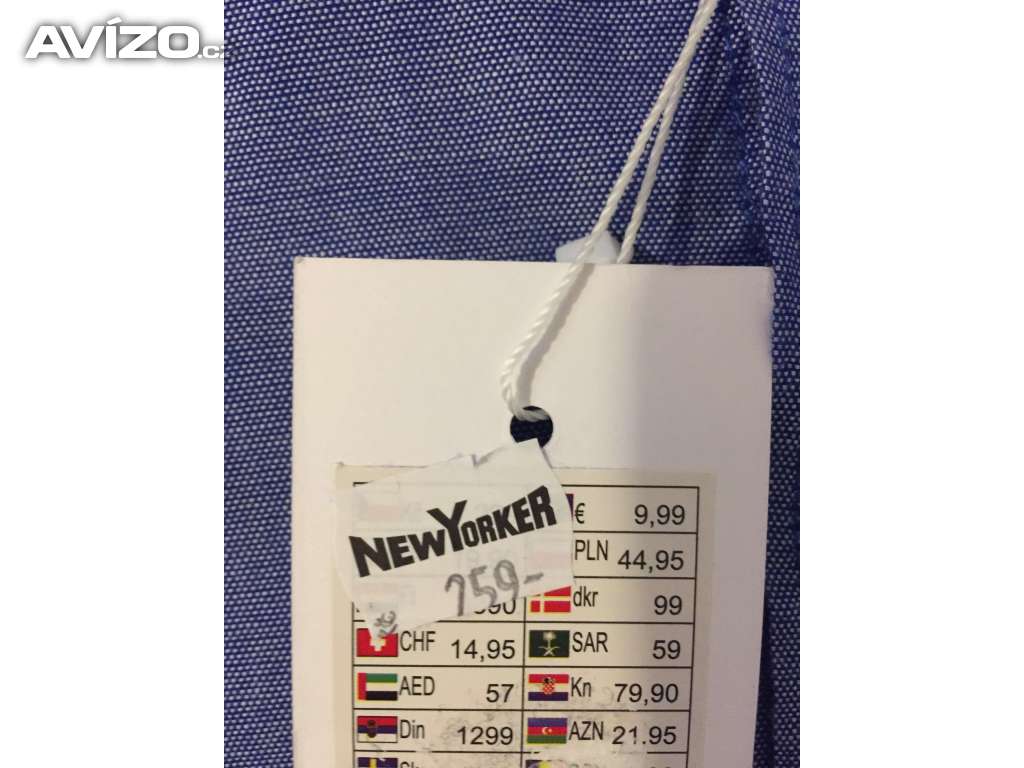 AVÍZO.cz
€ 9,99
NEWYORKER
PLN 44,95
259-
dkr 99
CHF 14,95 SAR 59
AED 57 Kn 79,90
Din 1299 AZN 21,95